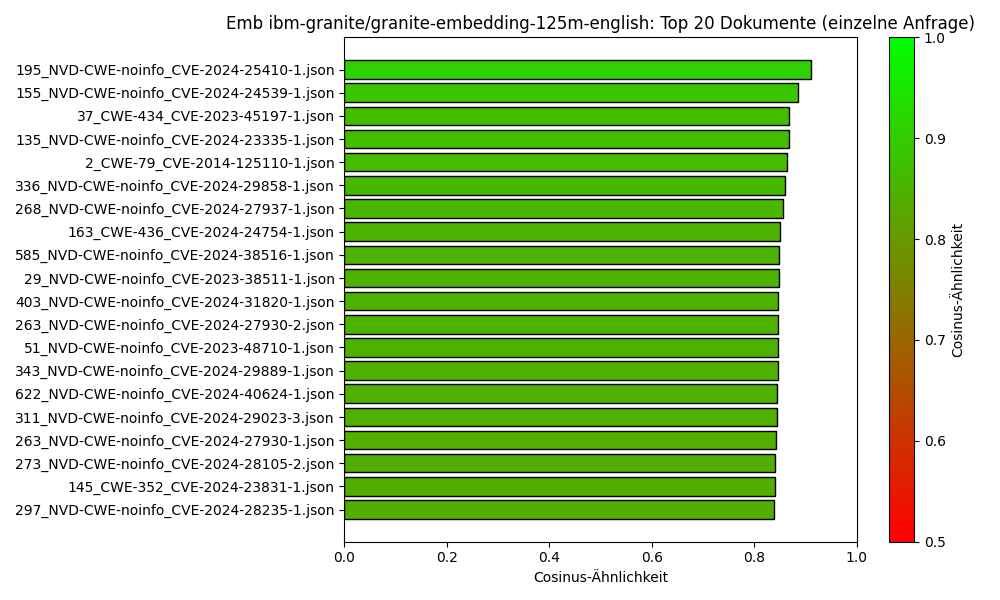 Emb ibm-granite/granite-embedding-125m-english: Top 20 Dokumente (einzelne Anfrage)
195_NVD-CWE-noinfo_CVE-2024-25410-1.json
155_NVD-CWE-noinfo_CVE-2024-24539-1.json
37_CWE-434_CVE-2023-45197-1.json
135_NVD-CWE-noinfo_CVE-2024-23335-1.json
2_CWE-79_CVE-2014-125110-1.json
336_NVD-CWE-noinfo_CVE-2024-29858-1.json
268_NVD-CWE-noinfo_CVE-2024-27937-1.json
163_CWE-436_CVE-2024-24754-1.json
585_NVD-CWE-noinfo_CVE-2024-38516-1.json
29_NVD-CWE-noinfo_CVE-2023-38511-1.json
403_NVD-CWE-noinfo_CVE-2024-31820-1.json
263_NVD-CWE-noinfo_CVE-2024-27930-2.json
51_NVD-CWE-noinfo_CVE-2023-48710-1.json
343_NVD-CWE-noinfo_CVE-2024-29889-1.json
622_NVD-CWE-noinfo_CVE-2024-40624-1.json
311_NVD-CWE-noinfo_CVE-2024-29023-3.json
263_NVD-CWE-noinfo_CVE-2024-27930-1.json
273_NVD-CWE-noinfo_CVE-2024-28105-2.json
145_CWE-352_CVE-2024-23831-1.json
297_NVD-CWE-noinfo_CVE-2024-28235-1.json
0.0 0.2 0.4 0.6 0.8 1.0
Cosinus-Ähnlichkeit
1.0
0.9
0.8
0.7
0.6
0.5
Cosinus-Ähnlichkeit